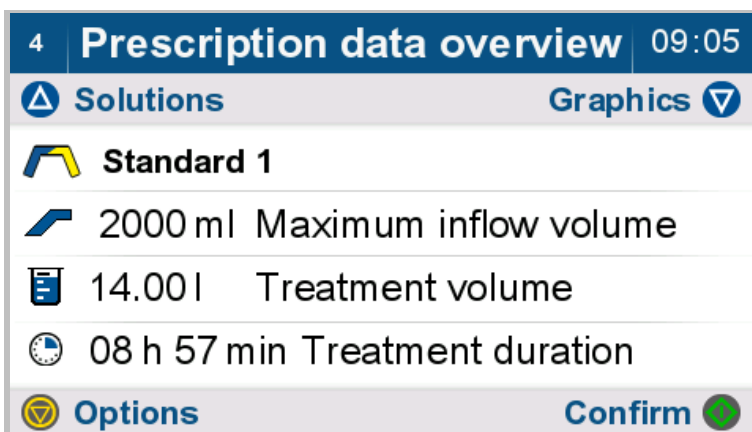 4 Prescription data overview 09:05
Solutions Graphics
Standard 1
2000 ml Maximum inflow volume
14.00 l Treatment volume
08 h 57 min Treatment duration
Options Confirm